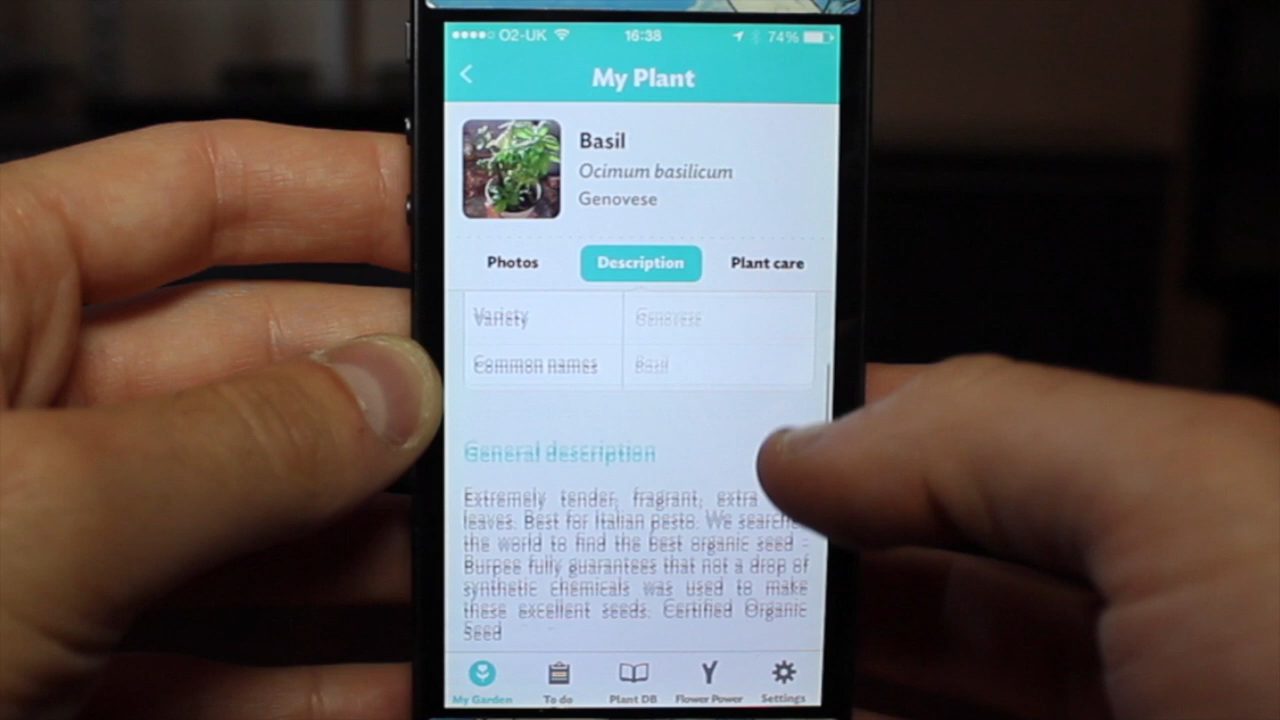 O2-UK 16:38 74%
My Plant
Basil
Ocimum basilicum
Genovese
Photos Description Plant care
Variety Genovese
Common names Basil
General description
Extremely tender, fragrant, extra
leaves. Best for Italian pesto. We searche
the world to find the best organic seed -
Burpee fully guarantees that not a drop of
synthetic chemicals was used to make
these excellent seeds. Certified Organic
Seed
My Garden To do Plant DB Flower Power Settings